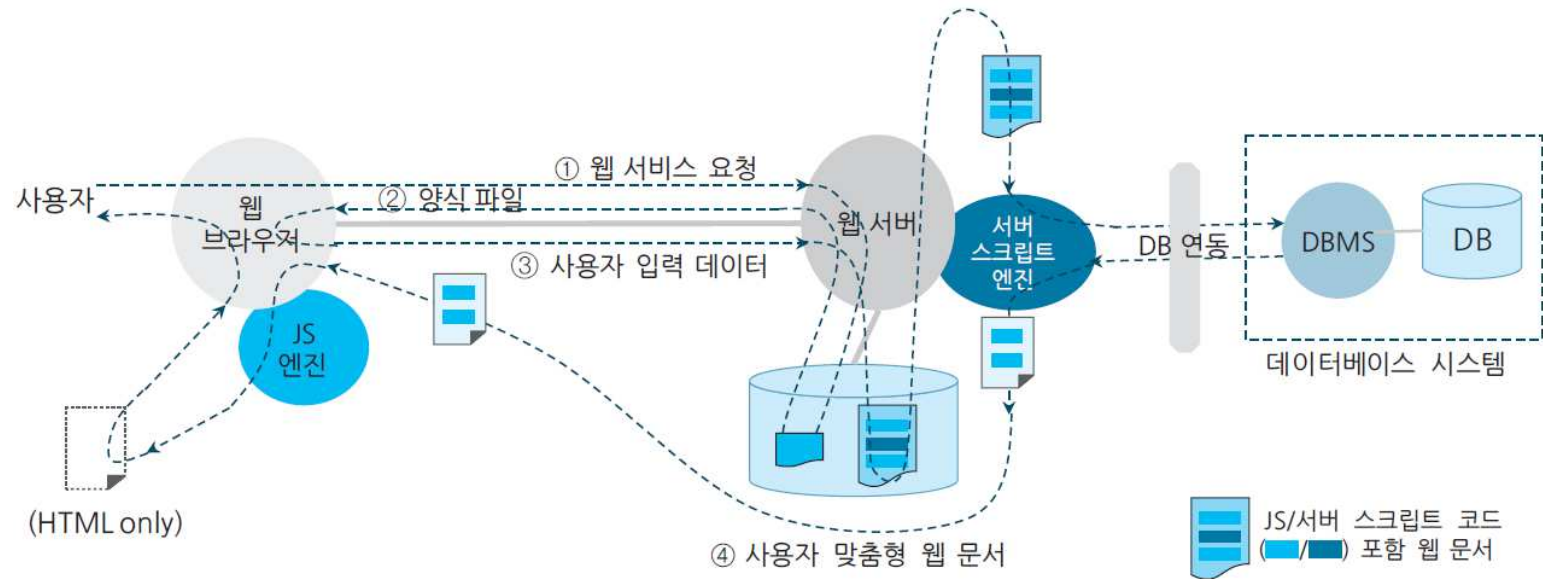 ① 웹 서비스 요청
사용자
② 양식 파일
웹
브라우저
웹 서버
서버
스크립트
엔진
DB 연동
DBMS
DB
③ 사용자 입력 데이터
JS
엔진
데이터베이스 시스템
(HTML only)
④ 사용자 맞춤형 웹 문서
JS/서버 스크립트 코드
(/) 포함 웹 문서